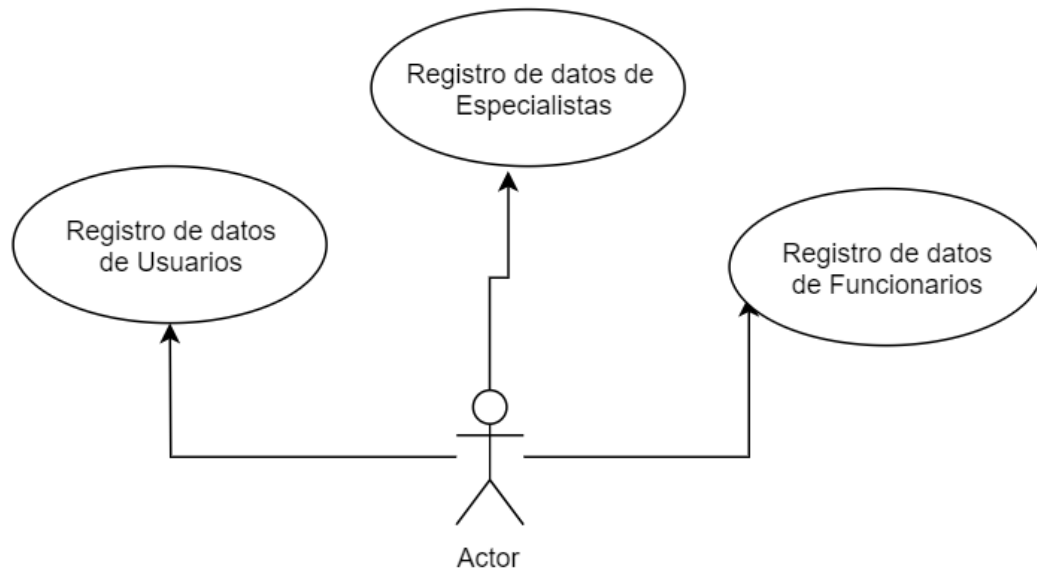 Registro de datos de
Especialistas
Registro de datos
de Usuarios
Registro de datos
de Funcionarios
Actor